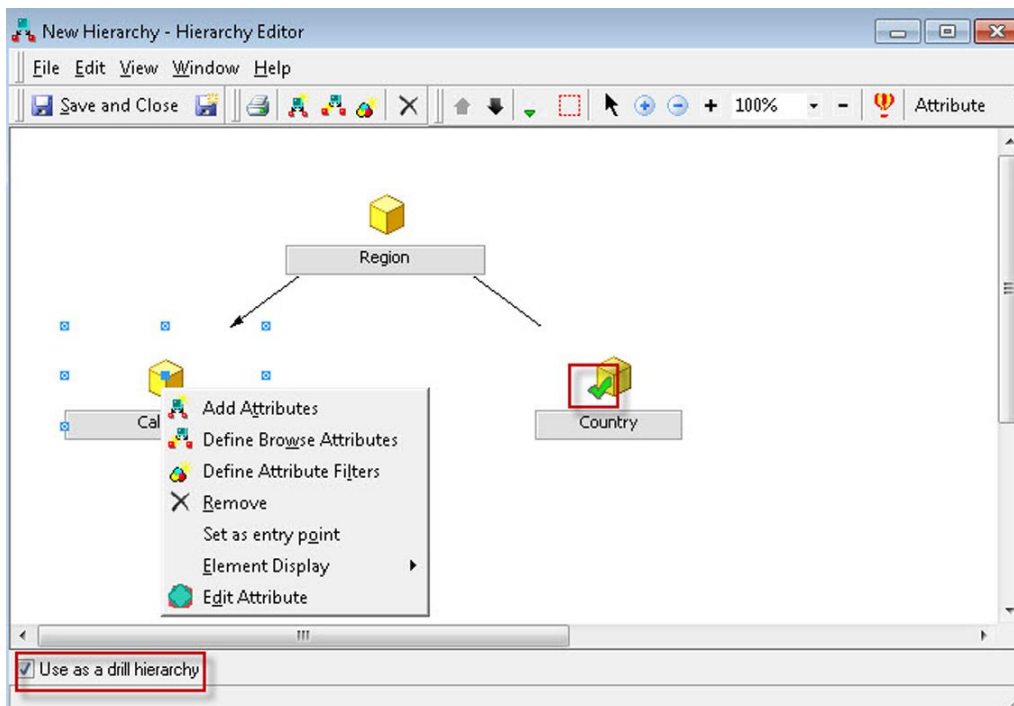 New Hierarchy - Hierarchy Editor
File Edit View Window Help
Save and Close 100% Attribute
Region
Cal
Country
Add Attributes
Define Browse Attributes
Define Attribute Filters
Remove
Set as entry point
Element Display
Edit Attribute
Use as a drill hierarchy